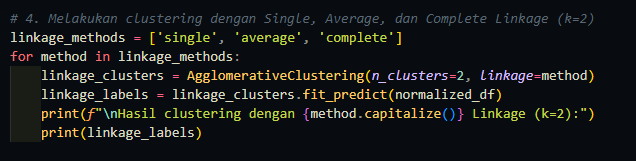 # 4. Melakukan clustering dengan Single, Average, dan Complete Linkage (k=2)
linkage_methods = ['single', 'average', 'complete']
for method in linkage_methods:
    linkage_clusters = AgglomerativeClustering(n_clusters=2, linkage=method)
    linkage_labels = linkage_clusters.fit_predict(normalized_df)
    print(f"\nHasil clustering dengan {method.capitalize()} Linkage (k=2):")
    print(linkage_labels)